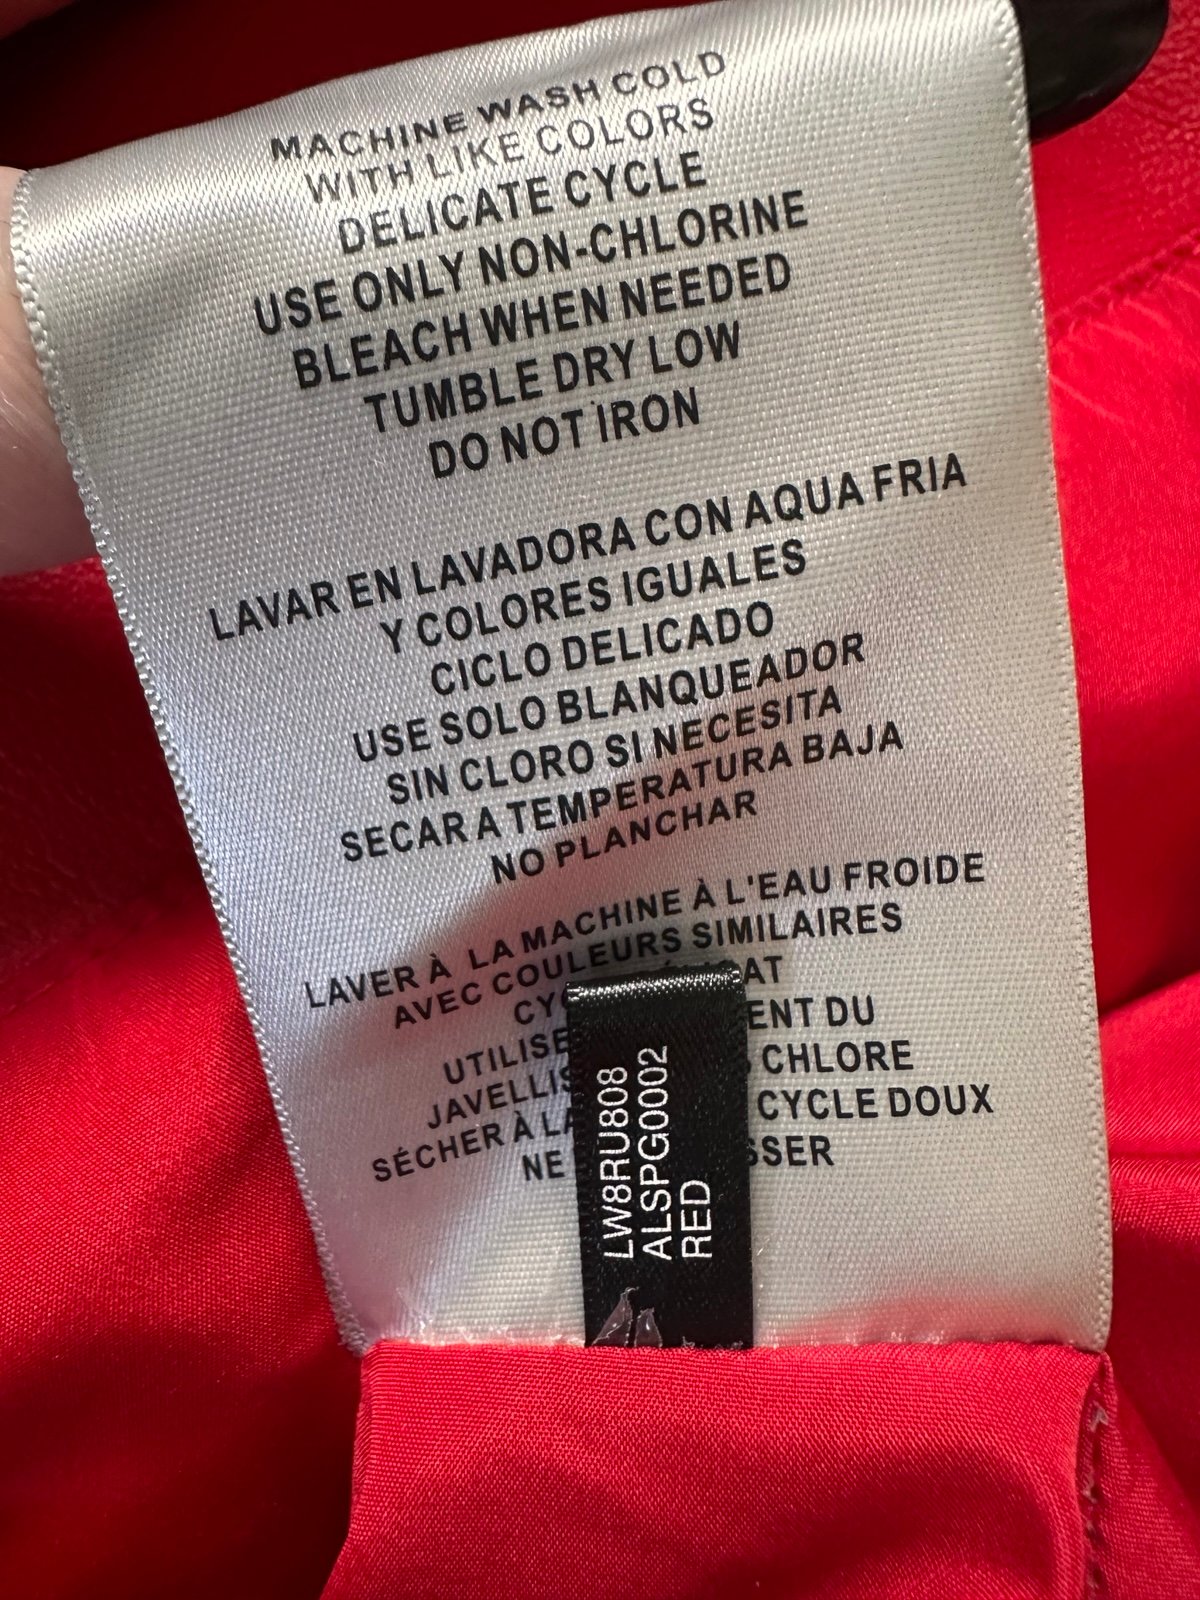 MACHINE WASH COLD
WITH LIKE COLORS
DELICATE CYCLE
USE ONLY NON-CHLORINE
BLEACH WHEN NEEDED
TUMBLE DRY LOW
DO NOT IRON
LAVAR EN LAVADORA CON AQUA FRIA
Y COLORES IGUALES
CICLO DELICADO
USE SOLO BLANQUEADOR
SIN CLORO SI NECESITA
SECAR A TEMPERATURA BAJA
NO PLANCHAR
LAVER À LA MACHINE À L'EAU FROIDE
AVEC COULEURS SIMILAIRES
DU
CHLORE
SÉCHER À CYCLE DOUX
NE
LW8RU808
ALSPG0002
RED